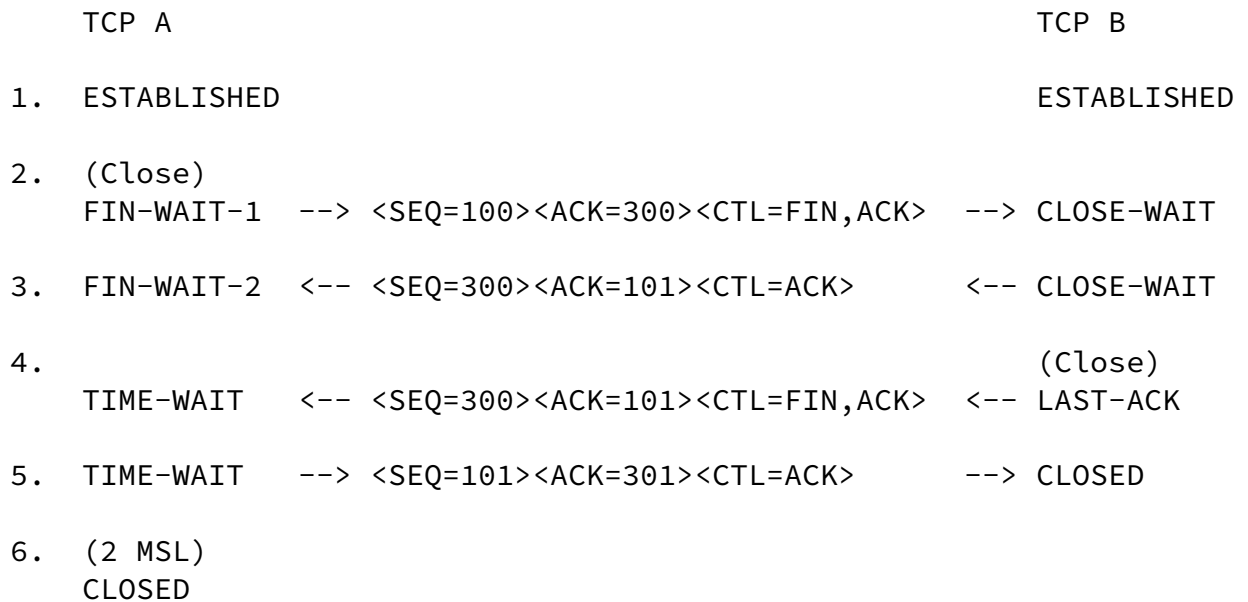 TCP A                                                TCP B
1.  ESTABLISHED                                          ESTABLISHED
2.  (Close)
    FIN-WAIT-1  --> <SEQ=100><ACK=300><CTL=FIN,ACK>  --> CLOSE-WAIT
3.  FIN-WAIT-2  <-- <SEQ=300><ACK=101><CTL=ACK>      <-- CLOSE-WAIT
4.                                                       (Close)
    TIME-WAIT   <-- <SEQ=300><ACK=101><CTL=FIN,ACK>  <-- LAST-ACK
5.  TIME-WAIT   --> <SEQ=101><ACK=301><CTL=ACK>      --> CLOSED
6.  (2 MSL)
    CLOSED